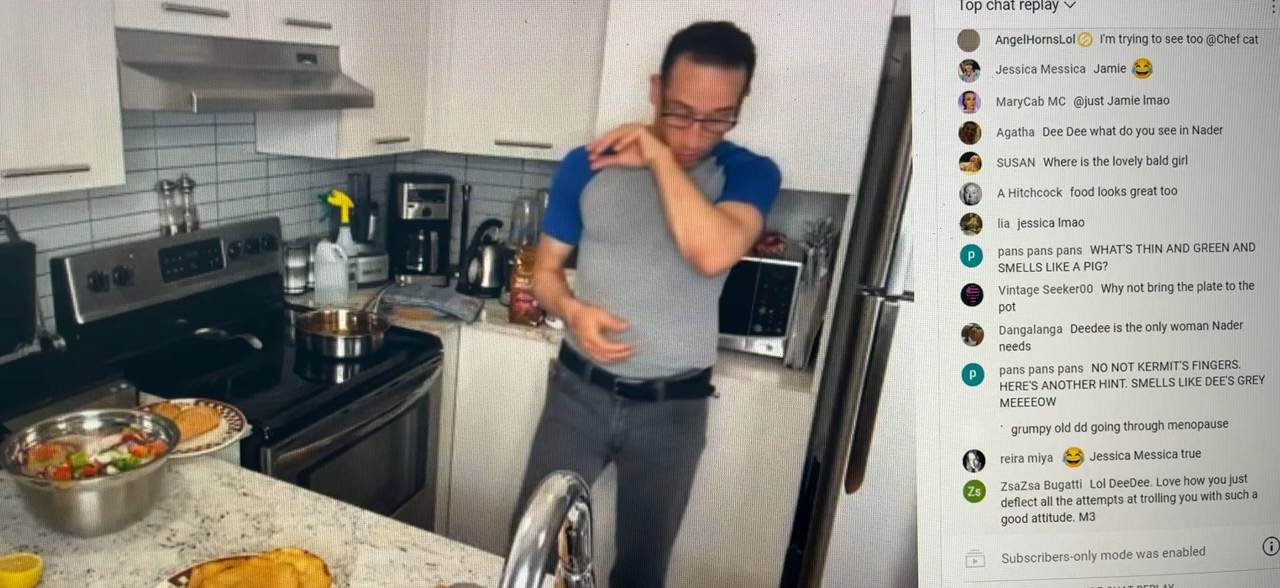 Top chat replay
AngelHornsLol I'm trying to see too @Chef cat
Jessica Messica Jamie 😂
MaryCab MC @just Jamie lmao
Agatha Dee Dee what do you see in Nader
SUSAN Where is the lovely bald girl
A Hitchcock food looks great too
lia jessica lmao
P
pans pans pans WHAT'S THIN AND GREEN AND
SMELLS LIKE A PIG?
Vintage Seeker00 Why not bring the plate to the
pot
Dangalanga Deedee is the only woman Nader
needs
P
pans pans pans NO NOT KERMIT'S FINGERS.
HERE'S ANOTHER HINT. SMELLS LIKE DEE'S GREY
MEEEEOW
grumpy old dd going through menopause
reira miya 😂 Jessica Messica true
Zs
ZsaZsa Bugatti Lol DeeDee. Love how you just
deflect all the attempts at trolling you with such a
good attitude. M3
Subscribers-only mode was enabled